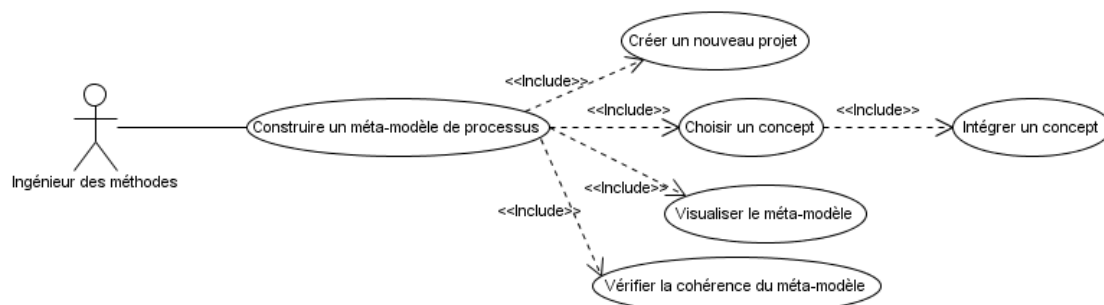 Créer un nouveau projet
<<Include>>
<<Include>>
<<Include>>
Construire un méta-modèle de processus
Choisir un concept
Intégrer un concept
Ingénieur des méthodes
<<Include>>
<<Include>>
Visualiser le méta-modèle
Vérifier la cohérence du méta-modèle